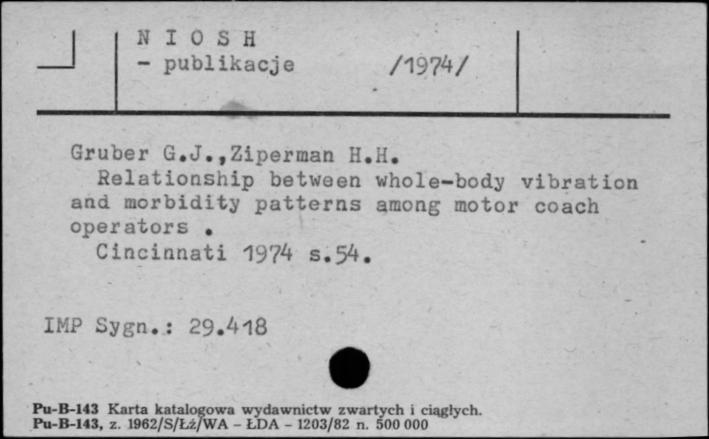 N I O S H
- publikacje /1974/
Gruber G.J.,Ziperman H.H.
Relationship between whole-body vibration
and morbidity patterns among motor coach
operators .
Cincinnati 1974 s.54.
IMP Sygn.: 29.418
Pu-B-143 Karta katalogowa wydawnictw zwartych i ciągłych.
Pu-B-143, z. 1962/S/Łż/WA - ŁDA - 1203/82 n. 500 000